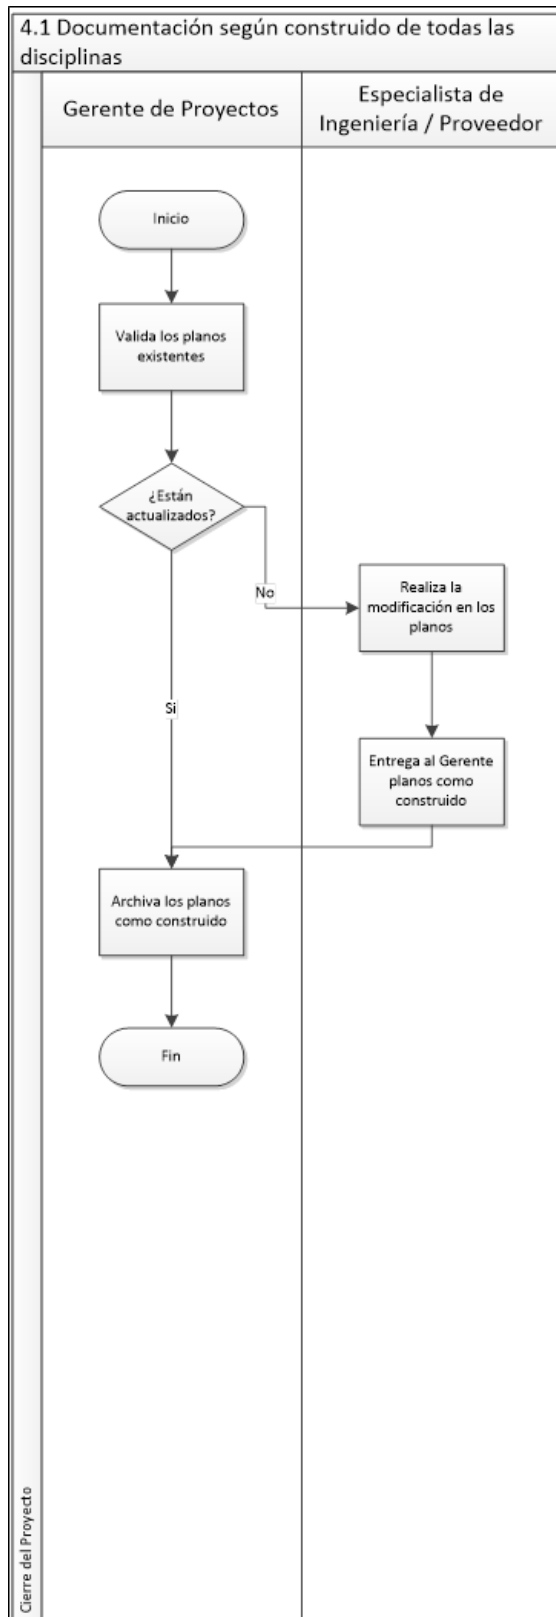 4.1 Documentación según construido de todas las
disciplinas
Gerente de Proyectos
Especialista de
Ingeniería / Proveedor
Inicio
Valida los planos
existentes
¿Están
actualizados?
No
Realiza la
modificación en los
planos
Si
Entrega al Gerente
planos como
construido
Archiva los planos
como construido
Fin
Cierre del Proyecto